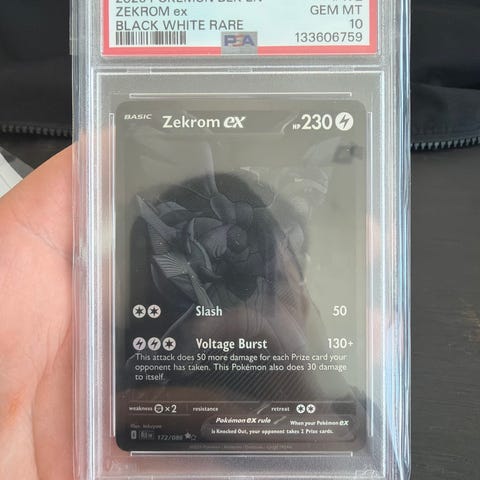 ZEKROM ex
GEM MT
BLACK WHITE RARE
10
PSA
133606759
BASIC
Zekrom ex
HP 230
Slash 50
Voltage Burst 130+
This attack does 50 more damage for each Prize card your
opponent has taken. This Pokémon also does 30 damage
to itself.
weakness ×2 resistance retreat
Pokémon ex rule
When your Pokémon ex
is Knocked Out, your opponent takes 2 Prize cards.
172/086